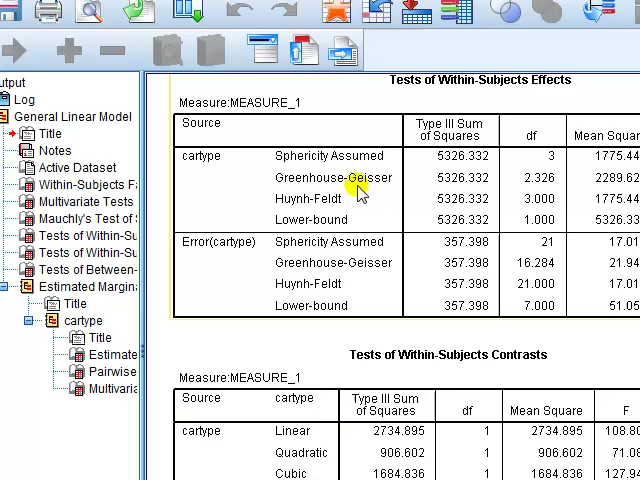 utput
Log
General Linear Model
Title
Notes
Active Dataset
Within-Subjects Fa
Multivariate Tests
Mauchly's Test of
Tests of Within-Su
Tests of Within-Su
Tests of Between-
Estimated Margina
Title
cartype
Title
Estimate
Pairwise
Multivaria
Tests of Within-Subjects Effects
Measure:MEASURE_1
Source Type III Sum of Squares df Mean Square
cartype Sphericity Assumed 5326.332 3 1775.44
Greenhouse-Geisser 5326.332 2.326 2289.62
Huynh-Feldt 5326.332 3.000 1775.44
Lower-bound 5326.332 1.000 5326.33
Error(cartype) Sphericity Assumed 357.398 21 17.01
Greenhouse-Geisser 357.398 16.284 21.94
Huynh-Feldt 357.398 21.000 17.01
Lower-bound 357.398 7.000 51.05
Tests of Within-Subjects Contrasts
Measure:MEASURE_1
Source cartype Type III Sum of Squares df Mean Square F
cartype Linear 2734.895 1 2734.895 108.80
Quadratic 906.602 1 906.602 71.08
Cubic 1684.836 1 1684.836 127.94